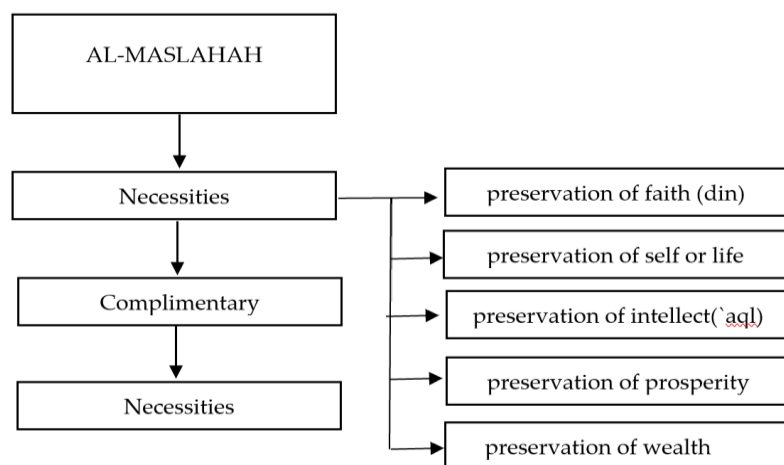 AL-MASLAHAH
Necessities
Complimentary
Necessities
preservation of faith (din)
preservation of self or life
preservation of intellect(`aql)
preservation of prosperity
preservation of wealth